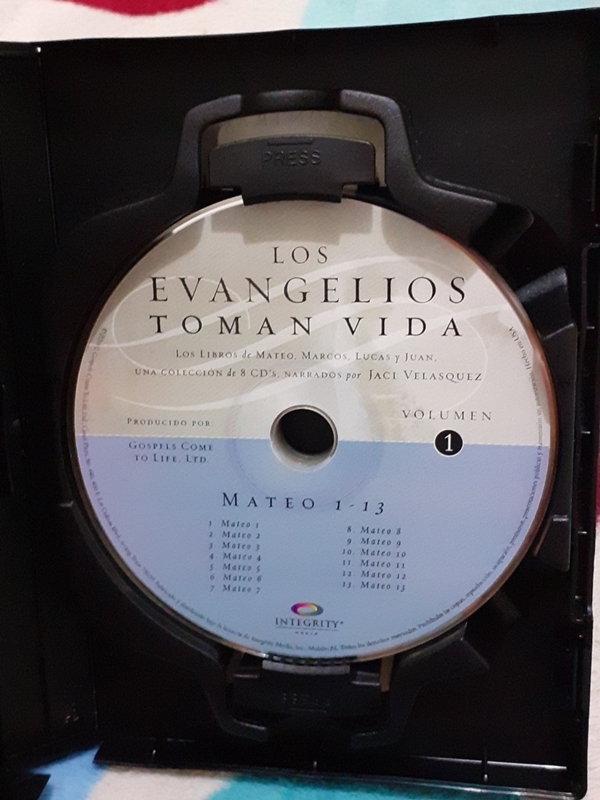 PRESS
LOS
EVANGELIOS
TOMAN VIDA
LOS LIBROS de MATEO, MARCOS, LUCAS y JUAN,
UNA COLECCIÓN de 8 CD'S, NARRADOS por JACI VELASQUEZ
VOLUMEN
1
PRODUCIDO POR
GOSPELS COME
TO LIFE, LTD.
MATEO 1-13
1 Mateo 1
2 Mateo 2
3 Mateo 3
4 Mateo 4
5 Mateo 5
6 Mateo 6
7 Mateo 7
8 Mateo 8
9 Mateo 9
10 Mateo 10
11 Mateo 11
12 Mateo 12
13 Mateo 13
INTEGRITY
MEDIA
PRESS